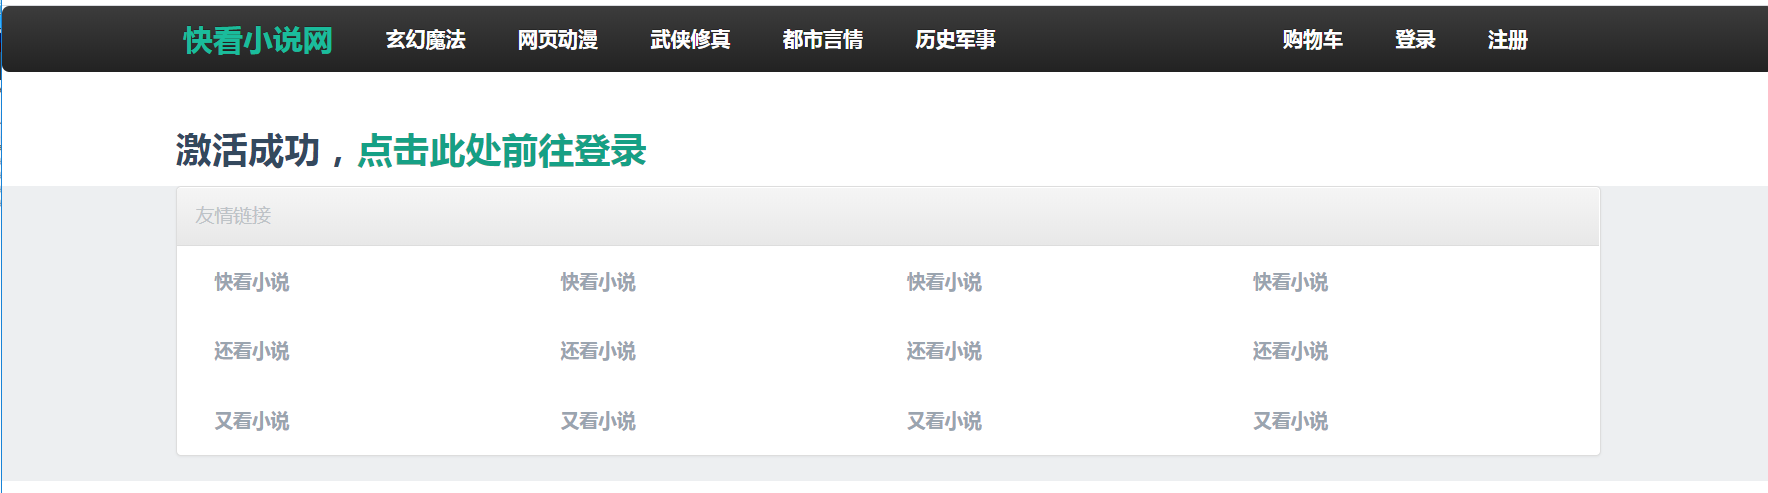 快看小说网 玄幻魔法 网页动漫 武侠修真 都市言情 历史军事 购物车 登录 注册
激活成功，点击此处前往登录
友情链接
快看小说 快看小说 快看小说 快看小说
还看小说 还看小说 还看小说 还看小说
又看小说 又看小说 又看小说 又看小说